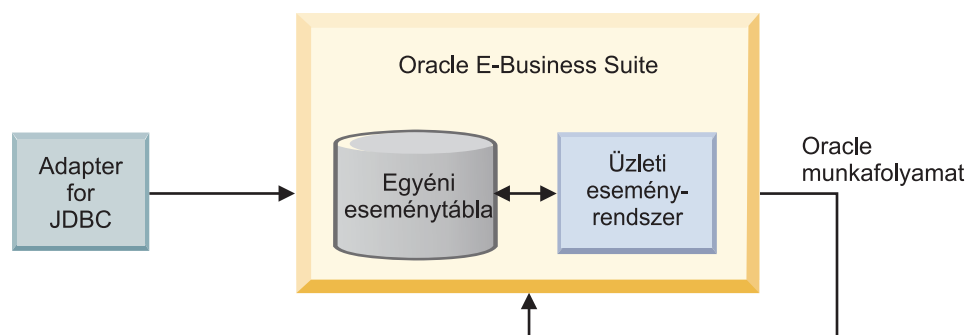 Oracle E-Business Suite
Adapter
for
JDBC
Egyéni
eseménytábla
Üzleti
esemény-
rendszer
Oracle
munkafolyamat